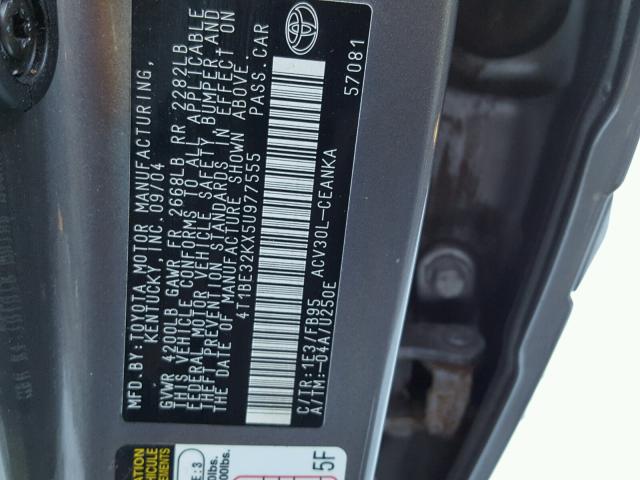 MFD.BY:TOYOTA MOTOR MANUFACTURING,
KENTUCKY, INC. 09/04
GVWR 4200LB GAWR FR 2668LB RR 2282LB
THIS VEHICLE CONFORMS TO ALL APPLICABLE
FEDERAL MOTOR VEHICLE SAFETY, BUMPER, AND
THEFT PREVENTION STANDARDS IN EFFECT ON
THE DATE OF MANUFACTURE SHOWN ABOVE.
4T1BE32KX5U977555 PASS.CAR
C/TR:1E3/FB95 ACV30L-CEANKA
A/TM:-04A/U250E 57081
E:3
5F